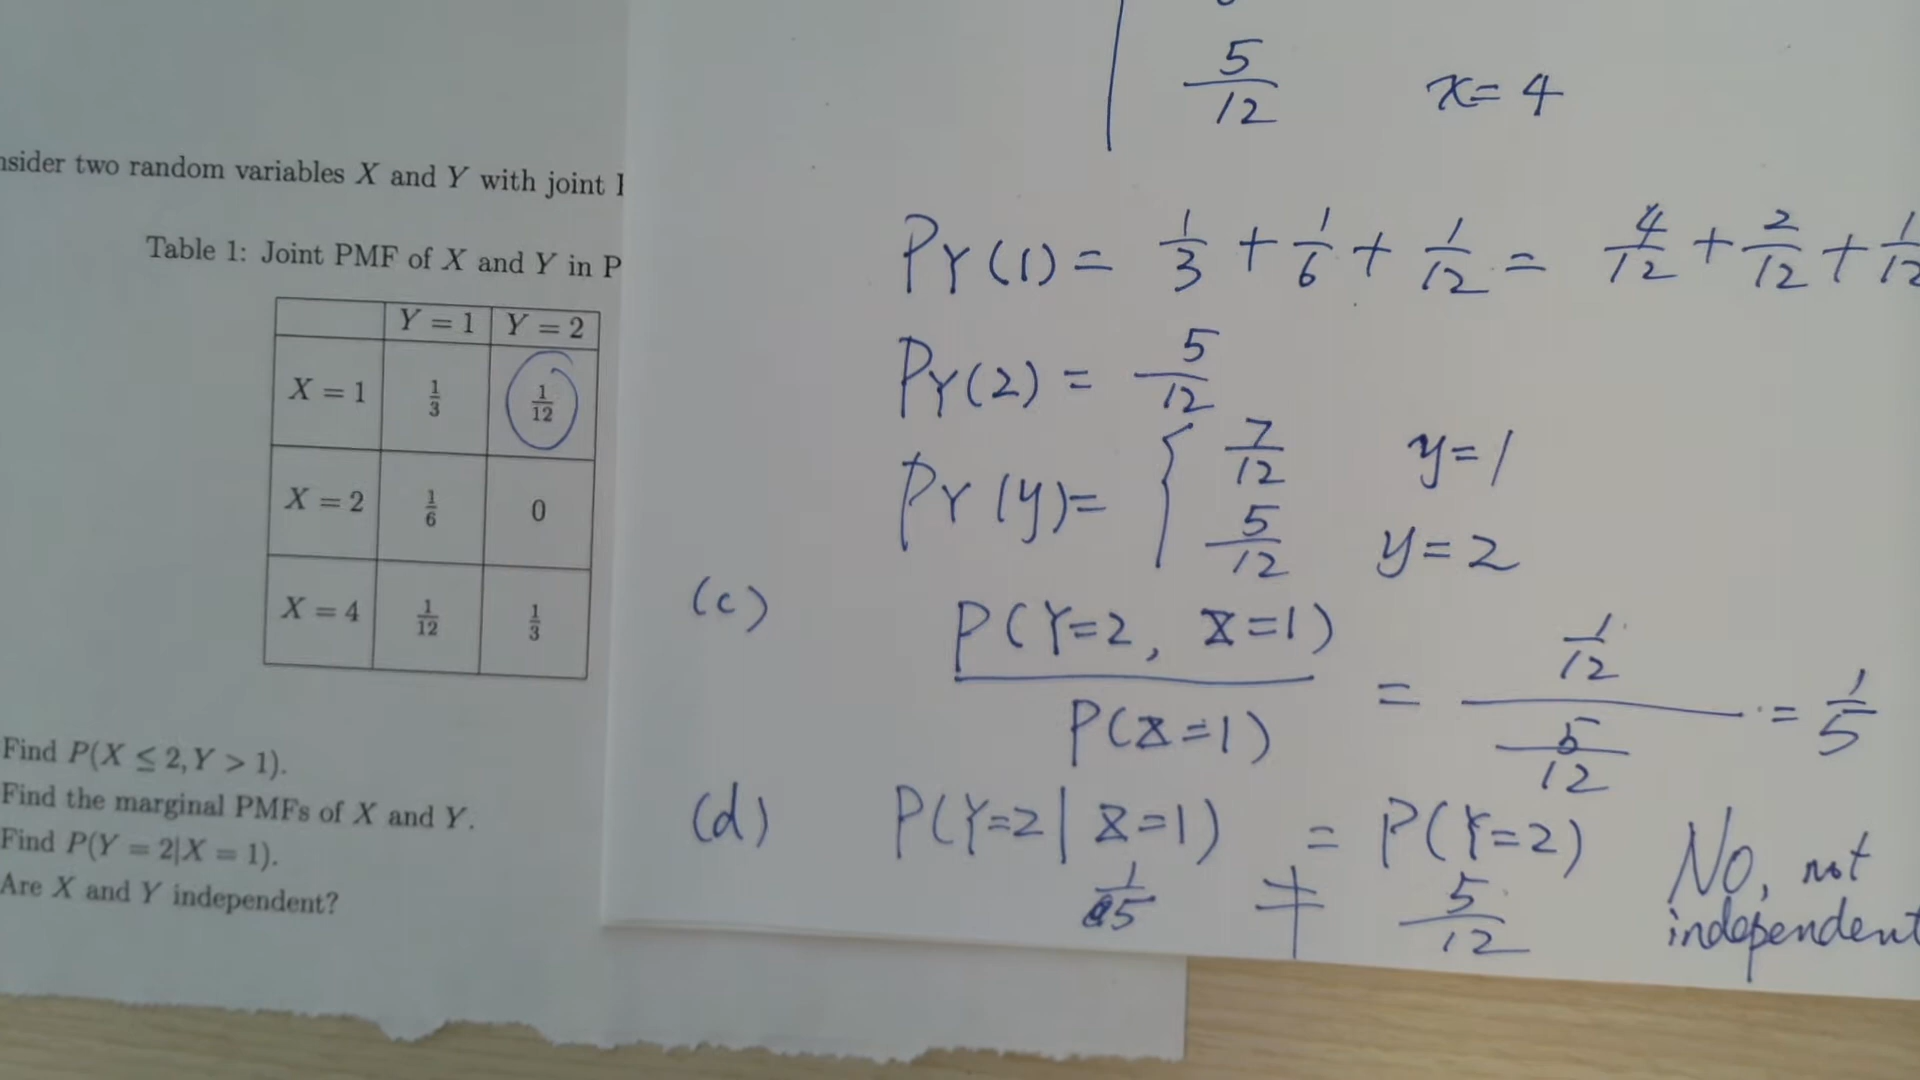 nsider two random variables X and Y with joint
Table 1: Joint PMF of X and Y in P
Y = 1 Y = 2
X = 1 1/3 1/12
X = 2 1/6 0
X = 4 1/12 1/3
Find P(X ≤ 2, Y > 1).
Find the marginal PMFs of X and Y.
Find P(Y = 2|X = 1).
Are X and Y independent?
5/12 x = 4
PY(1) = 1/3 + 1/6 + 1/12 = 4/12 + 2/12 + 1/12
PY(2) = 5/12
PY(y) = { 7/12 y = 1
5/12 y = 2
(c) P(Y=2, X=1) / P(X=1) = (1/12) / (5/12) = 1/5
(d) P(Y=2 | X=1) = P(Y=2)
1/5 ≠ 5/12
No, not
independent